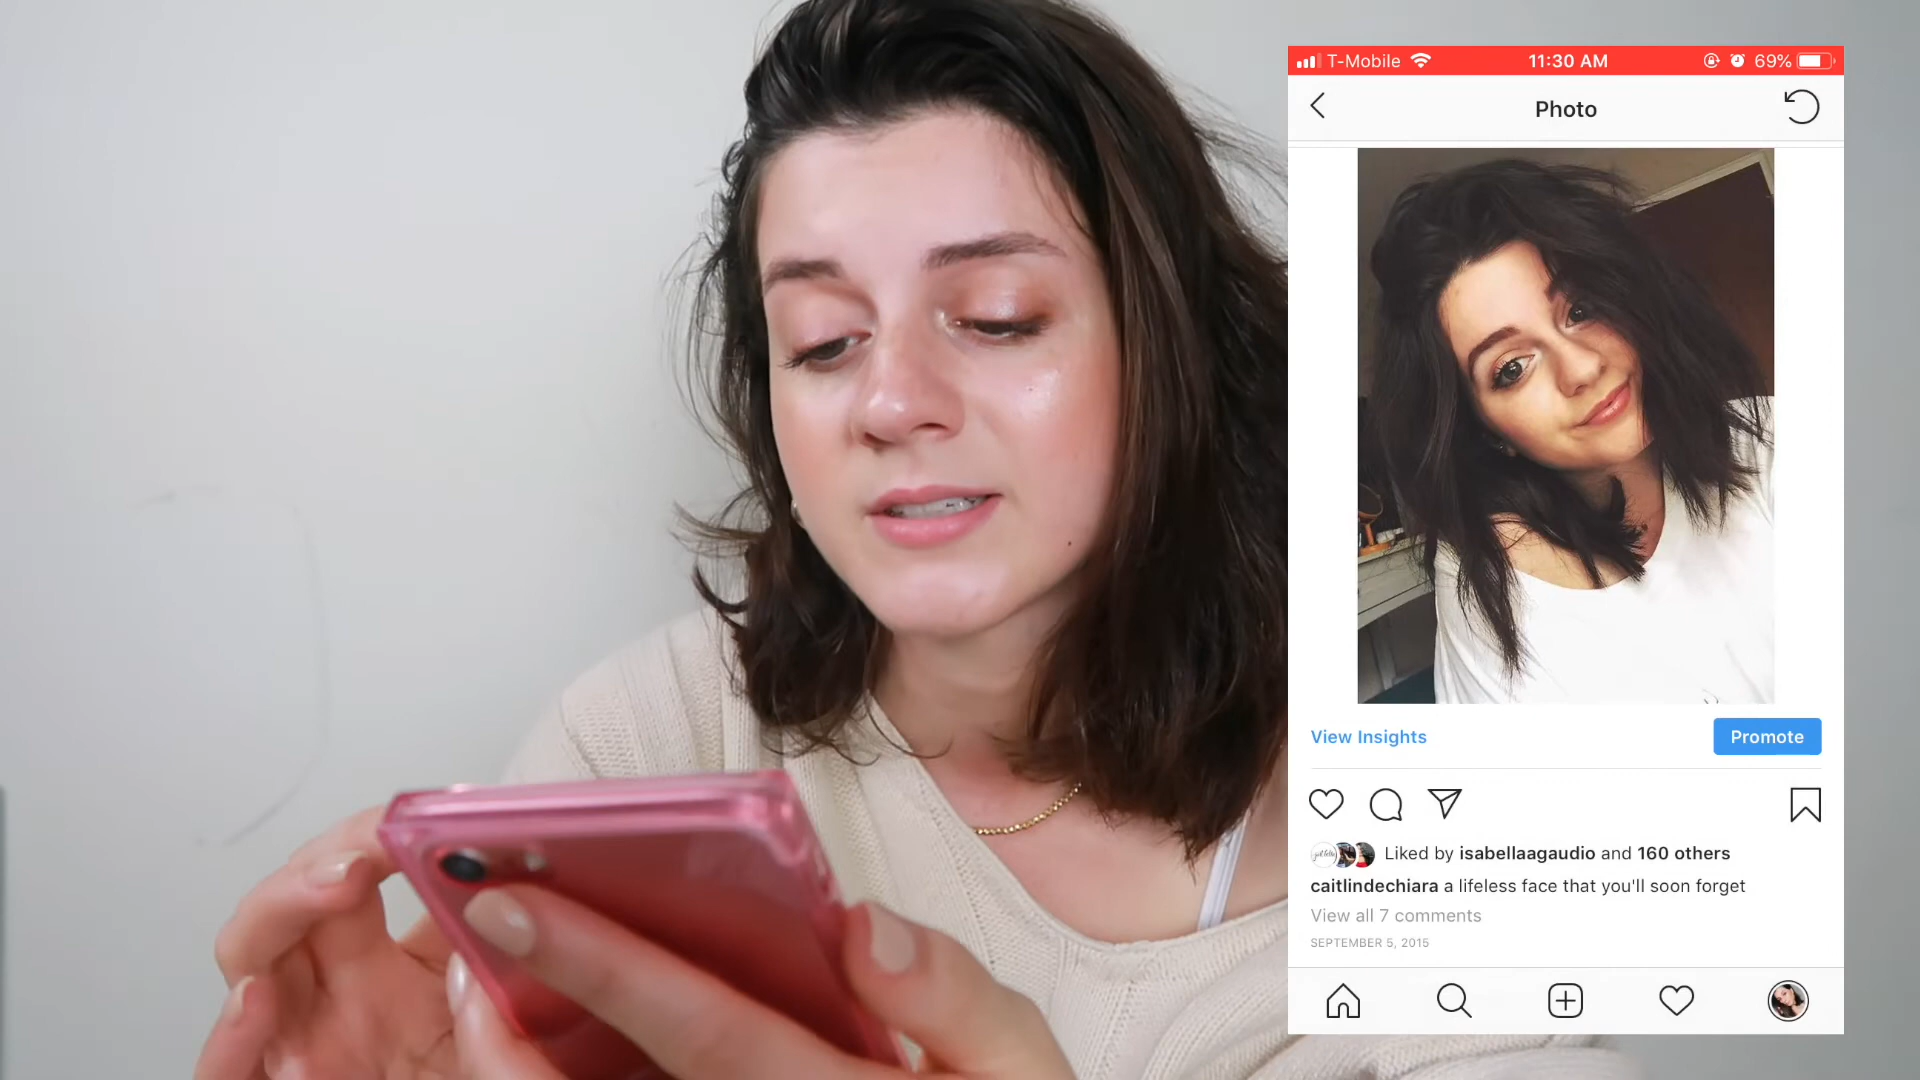 T-Mobile 11:30 AM 69%
Photo
View Insights Promote
Liked by isabellaagaudio and 160 others
caitlindechiara a lifeless face that you'll soon forget
View all 7 comments
SEPTEMBER 5, 2015